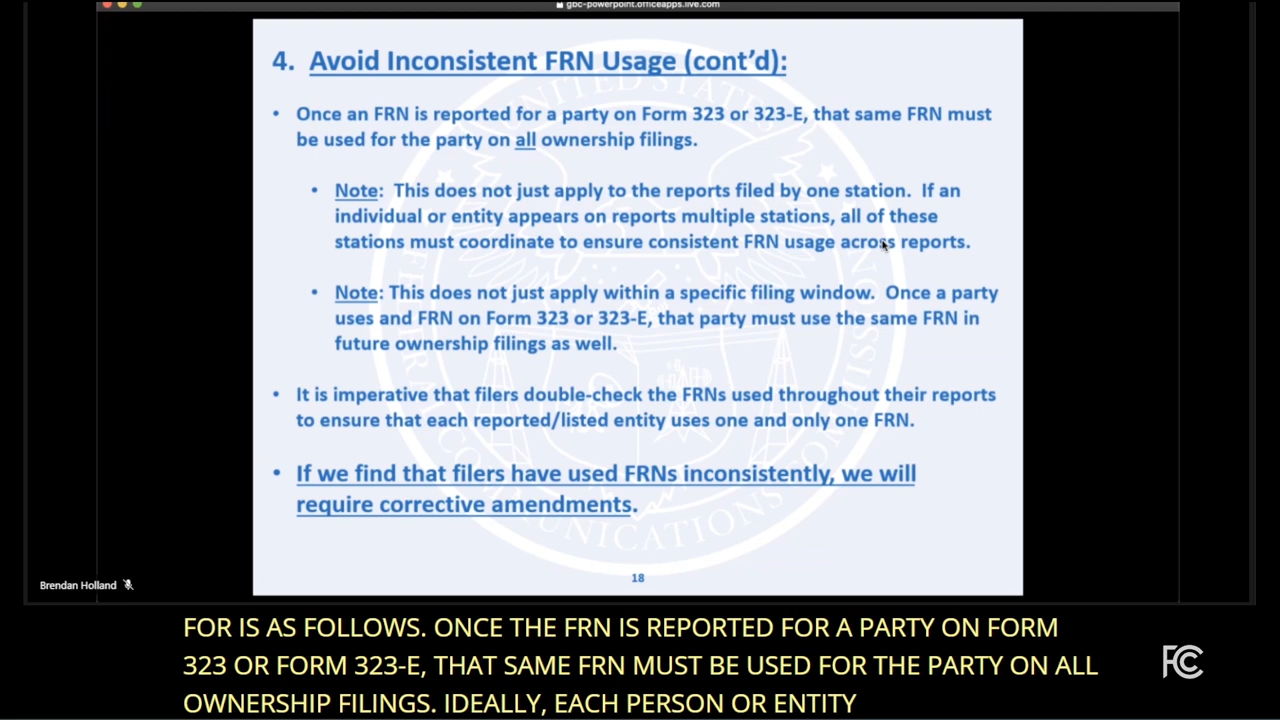 gbc-powerpoint.officeapps.live.com
4. Avoid Inconsistent FRN Usage (cont’d):
• Once an FRN is reported for a party on Form 323 or 323-E, that same FRN must
be used for the party on all ownership filings.
• Note: This does not just apply to the reports filed by one station. If an
individual or entity appears on reports multiple stations, all of these
stations must coordinate to ensure consistent FRN usage across reports.
• Note: This does not just apply within a specific filing window. Once a party
uses and FRN on Form 323 or 323-E, that party must use the same FRN in
future ownership filings as well.
• It is imperative that filers double-check the FRNs used throughout their reports
to ensure that each reported/listed entity uses one and only one FRN.
• If we find that filers have used FRNs inconsistently, we will
require corrective amendments.
18
Brendan Holland
FOR IS AS FOLLOWS. ONCE THE FRN IS REPORTED FOR A PARTY ON FORM
323 OR FORM 323-E, THAT SAME FRN MUST BE USED FOR THE PARTY ON ALL
OWNERSHIP FILINGS. IDEALLY, EACH PERSON OR ENTITY
FCC